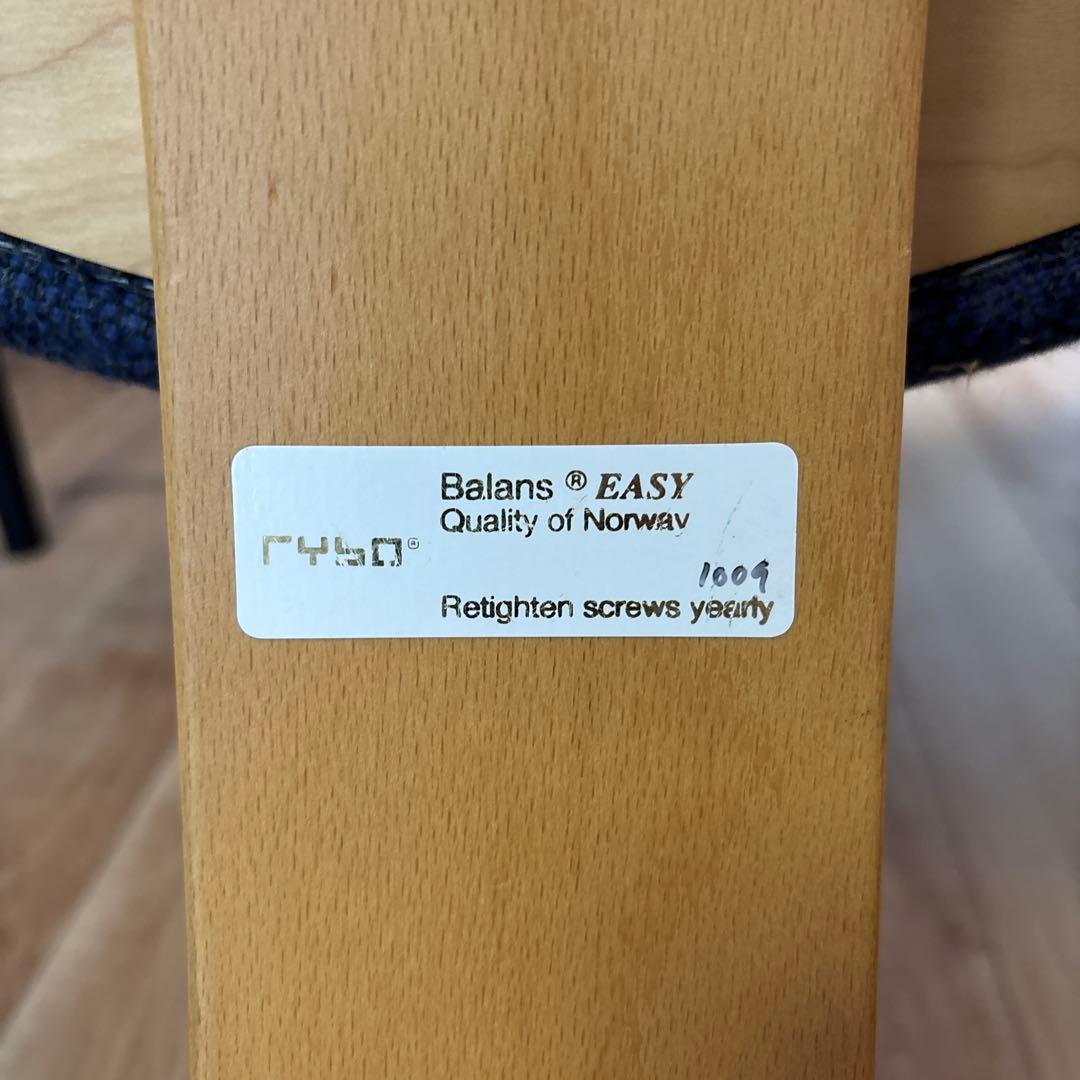 Balans ® EASY
Quality of Norway
rybo®
1009
Retighten screws yearly